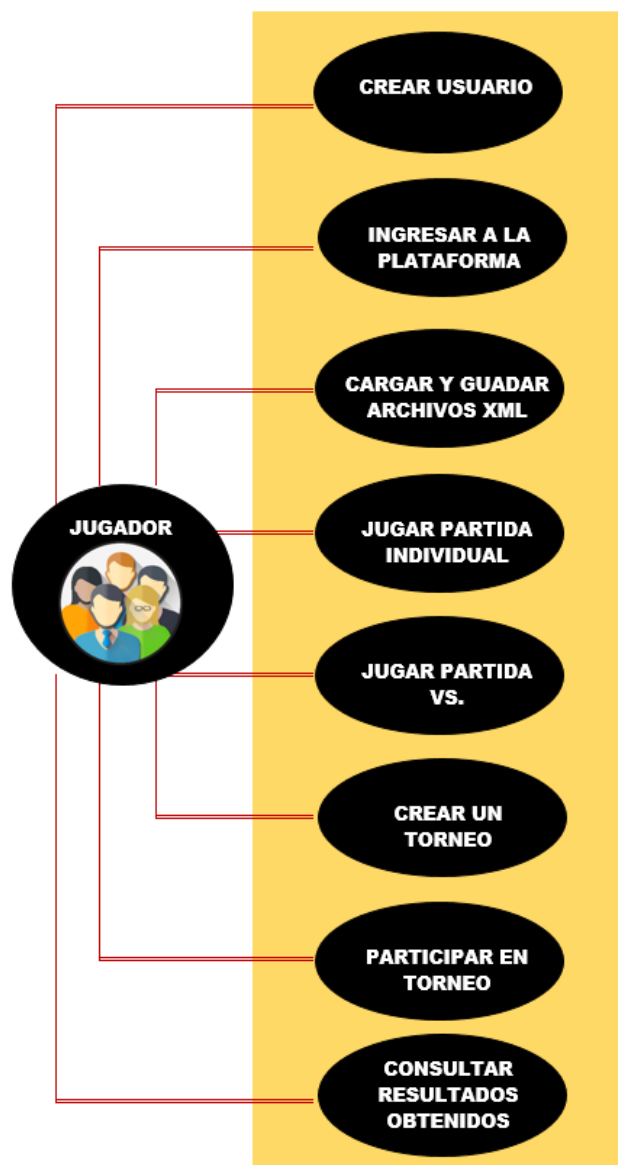 CREAR USUARIO
INGRESAR A LA
PLATAFORMA
CARGAR Y GUADAR
ARCHIVOS XML
JUGADOR
JUGAR PARTIDA
INDIVIDUAL
JUGAR PARTIDA
VS.
CREAR UN
TORNEO
PARTICIPAR EN
TORNEO
CONSULTAR
RESULTADOS
OBTENIDOS